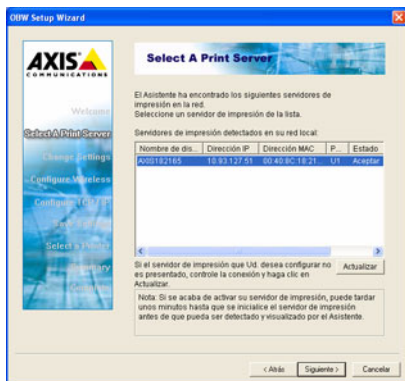 OBW Setup Wizard
AXIS
COMMUNICATIONS
Welcome
Select A Print Server
Change Settings
Configure Wireless
Configure TCP/IP
Select a Printer
Summary
Select A Print Server
El Asistente ha encontrado los siguientes servidores de
impresión en la red.
Seleccione un servidor de impresión de la lista.
Servidores de impresión detectados en su red local:
Nombre de dis... Dirección IP Dirección MAC P... Estado
AXIS182165 10.93.127.51 00:40:8C:18:21... U1 Aceptar
Si el servidor de impresión que Ud. desea configurar no
es presentado, controle la conexión y haga clic en
Actualizar.
Actualizar
Nota: Si se acaba de activar su servidor de impresión, puede tardar
unos minutos hasta que se inicialice el servidor de impresión
antes de que pueda ser detectado y visualizado por el Asistente.
< Atrás Siguiente > Cancelar